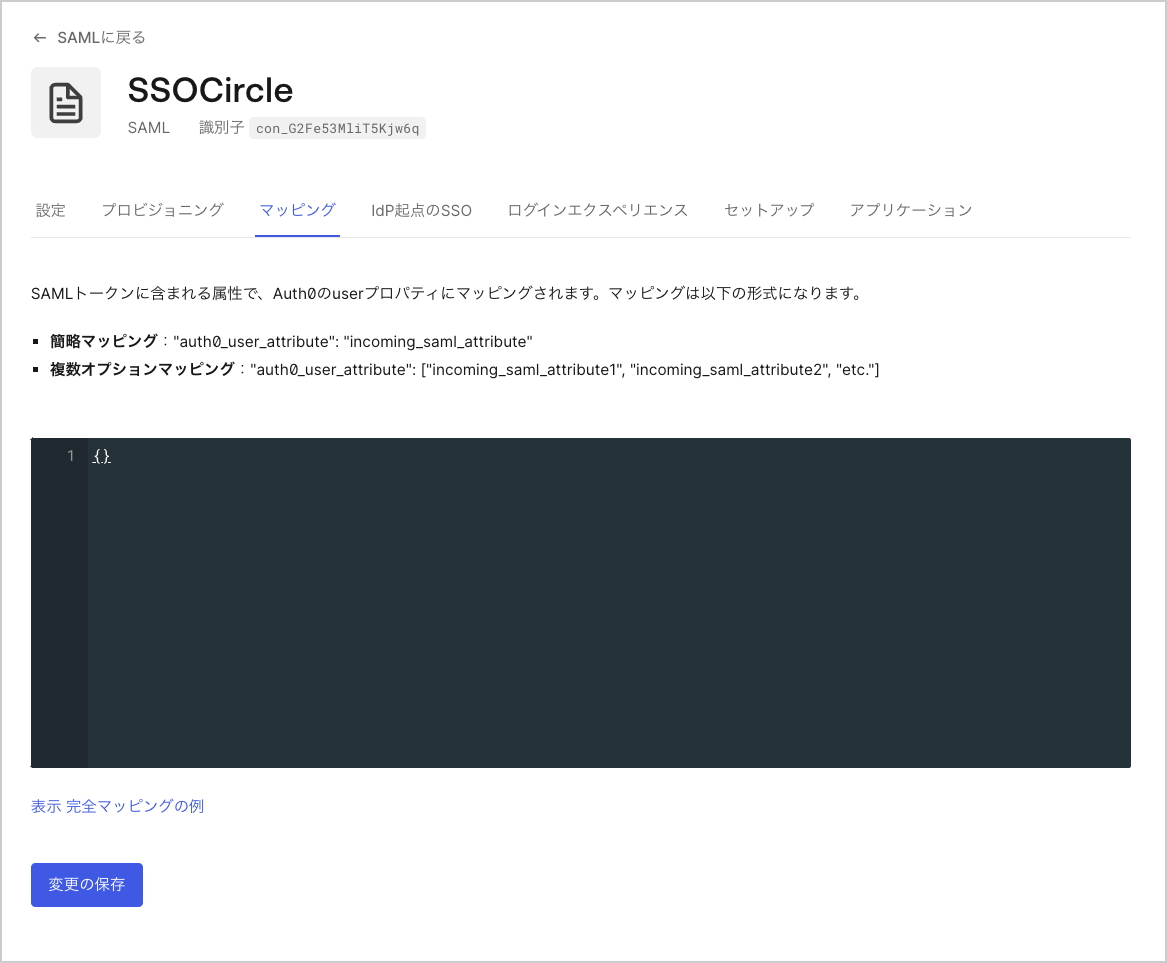 ← SAMLに戻る
SSOCircle
SAML 識別子 con_G2Fe53MliT5Kjw6q
設定 プロビジョニング マッピング IdP起点のSSO ログインエクスペリエンス セットアップ アプリケーション
SAMLトークンに含まれる属性で、Auth0のuserプロパティにマッピングされます。マッピングは以下の形式になります。
▪ 簡略マッピング："auth0_user_attribute": "incoming_saml_attribute"
▪ 複数オプションマッピング："auth0_user_attribute": ["incoming_saml_attribute1", "incoming_saml_attribute2", "etc."]
1 {}
表示 完全マッピングの例
変更の保存